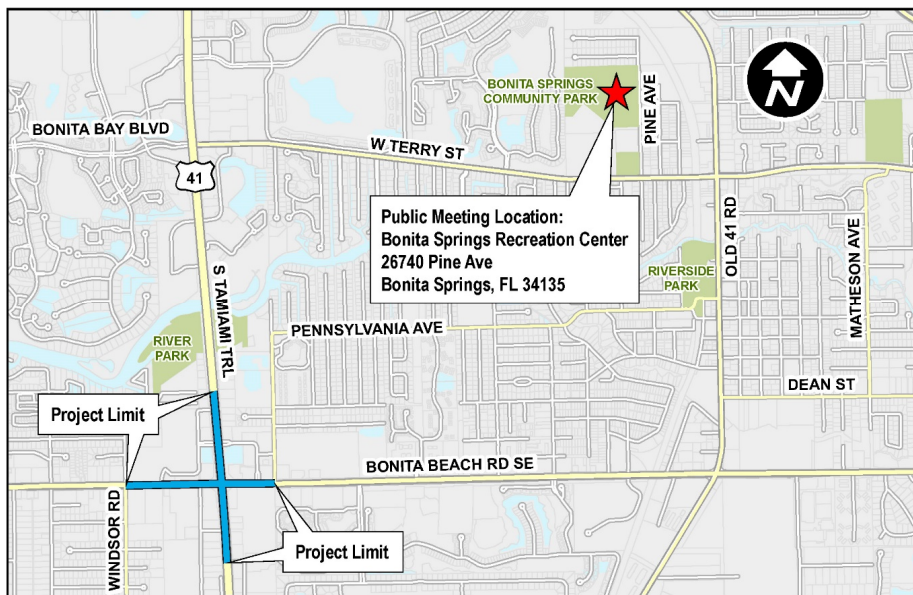 BONITA SPRINGS
COMMUNITY PARK
PINE AVE
N
BONITA BAY BLVD
W TERRY ST
41
Public Meeting Location:
Bonita Springs Recreation Center
26740 Pine Ave
Bonita Springs, FL 34135
OLD 41 RD
MATHESON AVE
RIVERSIDE
PARK
S TAMIAMI TRL
PENNSYLVANIA AVE
RIVER
PARK
DEAN ST
Project Limit
BONITA BEACH RD SE
WINDSOR RD
Project Limit